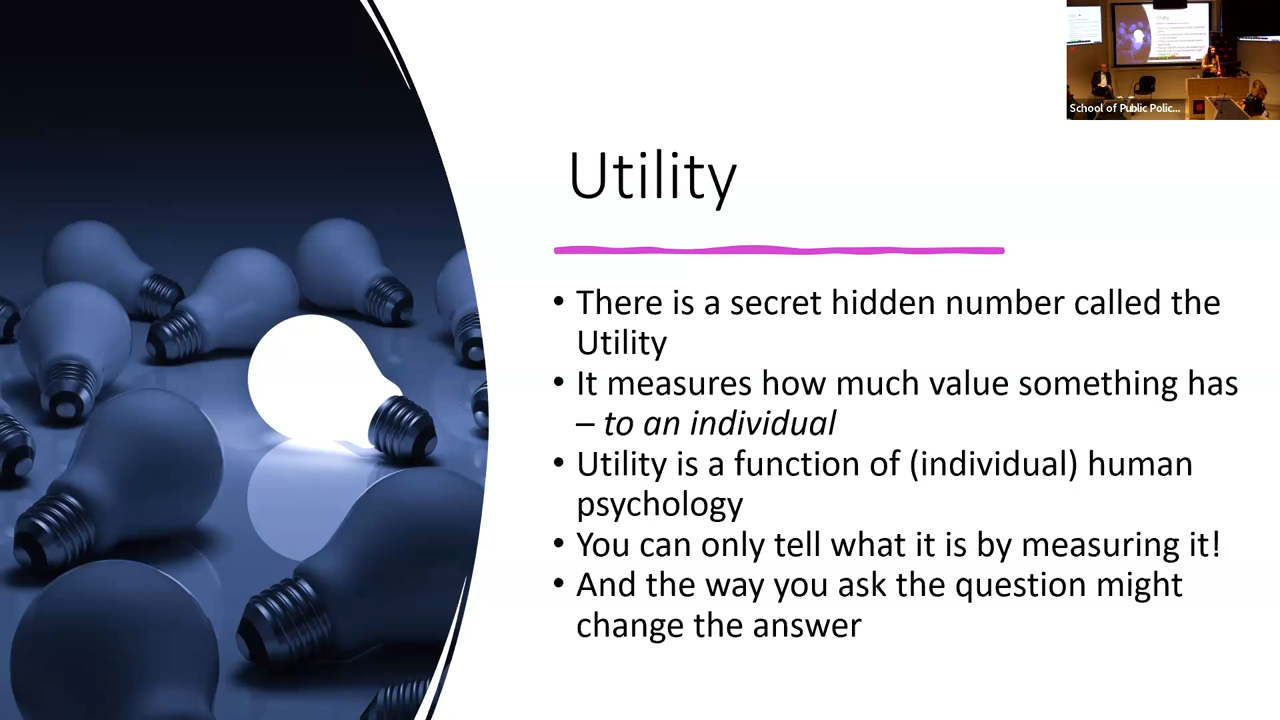 School of Public Polic...
Utility
• There is a secret hidden number called the
Utility
• It measures how much value something has
– to an individual
• Utility is a function of (individual) human
psychology
• You can only tell what it is by measuring it!
• And the way you ask the question might
change the answer